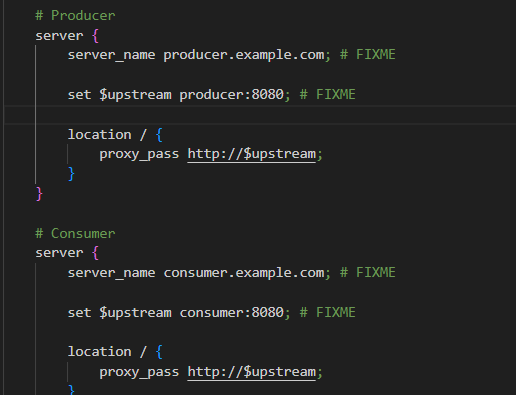 # Producer
server {
server_name producer.example.com; # FIXME
set $upstream producer:8080; # FIXME
location / {
proxy_pass http://$upstream;
}
}
# Consumer
server {
server_name consumer.example.com; # FIXME
set $upstream consumer:8080; # FIXME
location / {
proxy_pass http://$upstream;
}